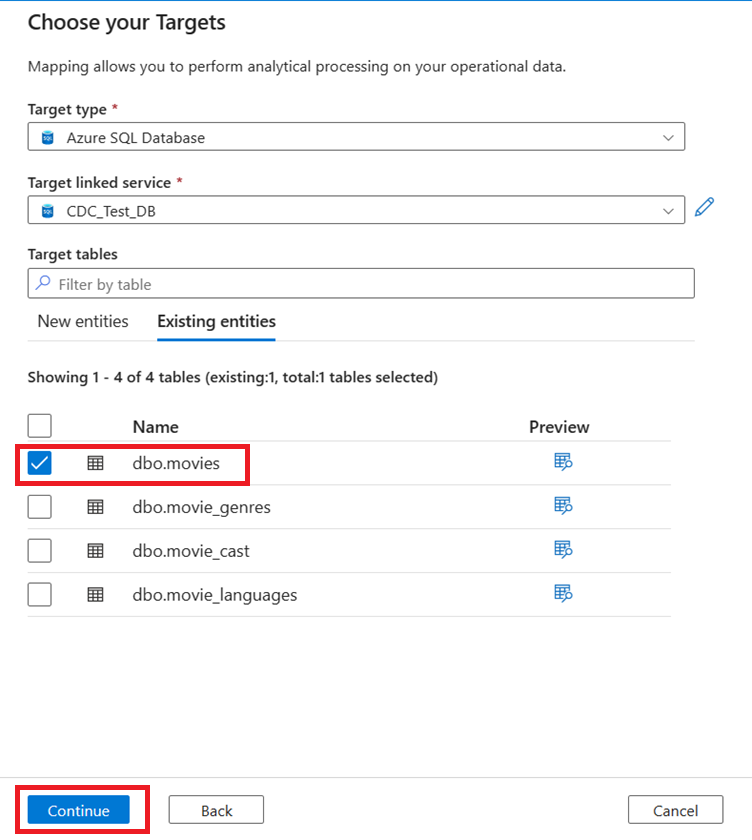 Choose your Targets
Mapping allows you to perform analytical processing on your operational data.
Target type *
SQL Azure SQL Database
Target linked service *
SQL CDC_Test_DB
Target tables
Filter by table
New entities Existing entities
Showing 1 - 4 of 4 tables (existing:1, total:1 tables selected)
Name Preview
dbo.movies
dbo.movie_genres
dbo.movie_cast
dbo.movie_languages
Continue Back Cancel